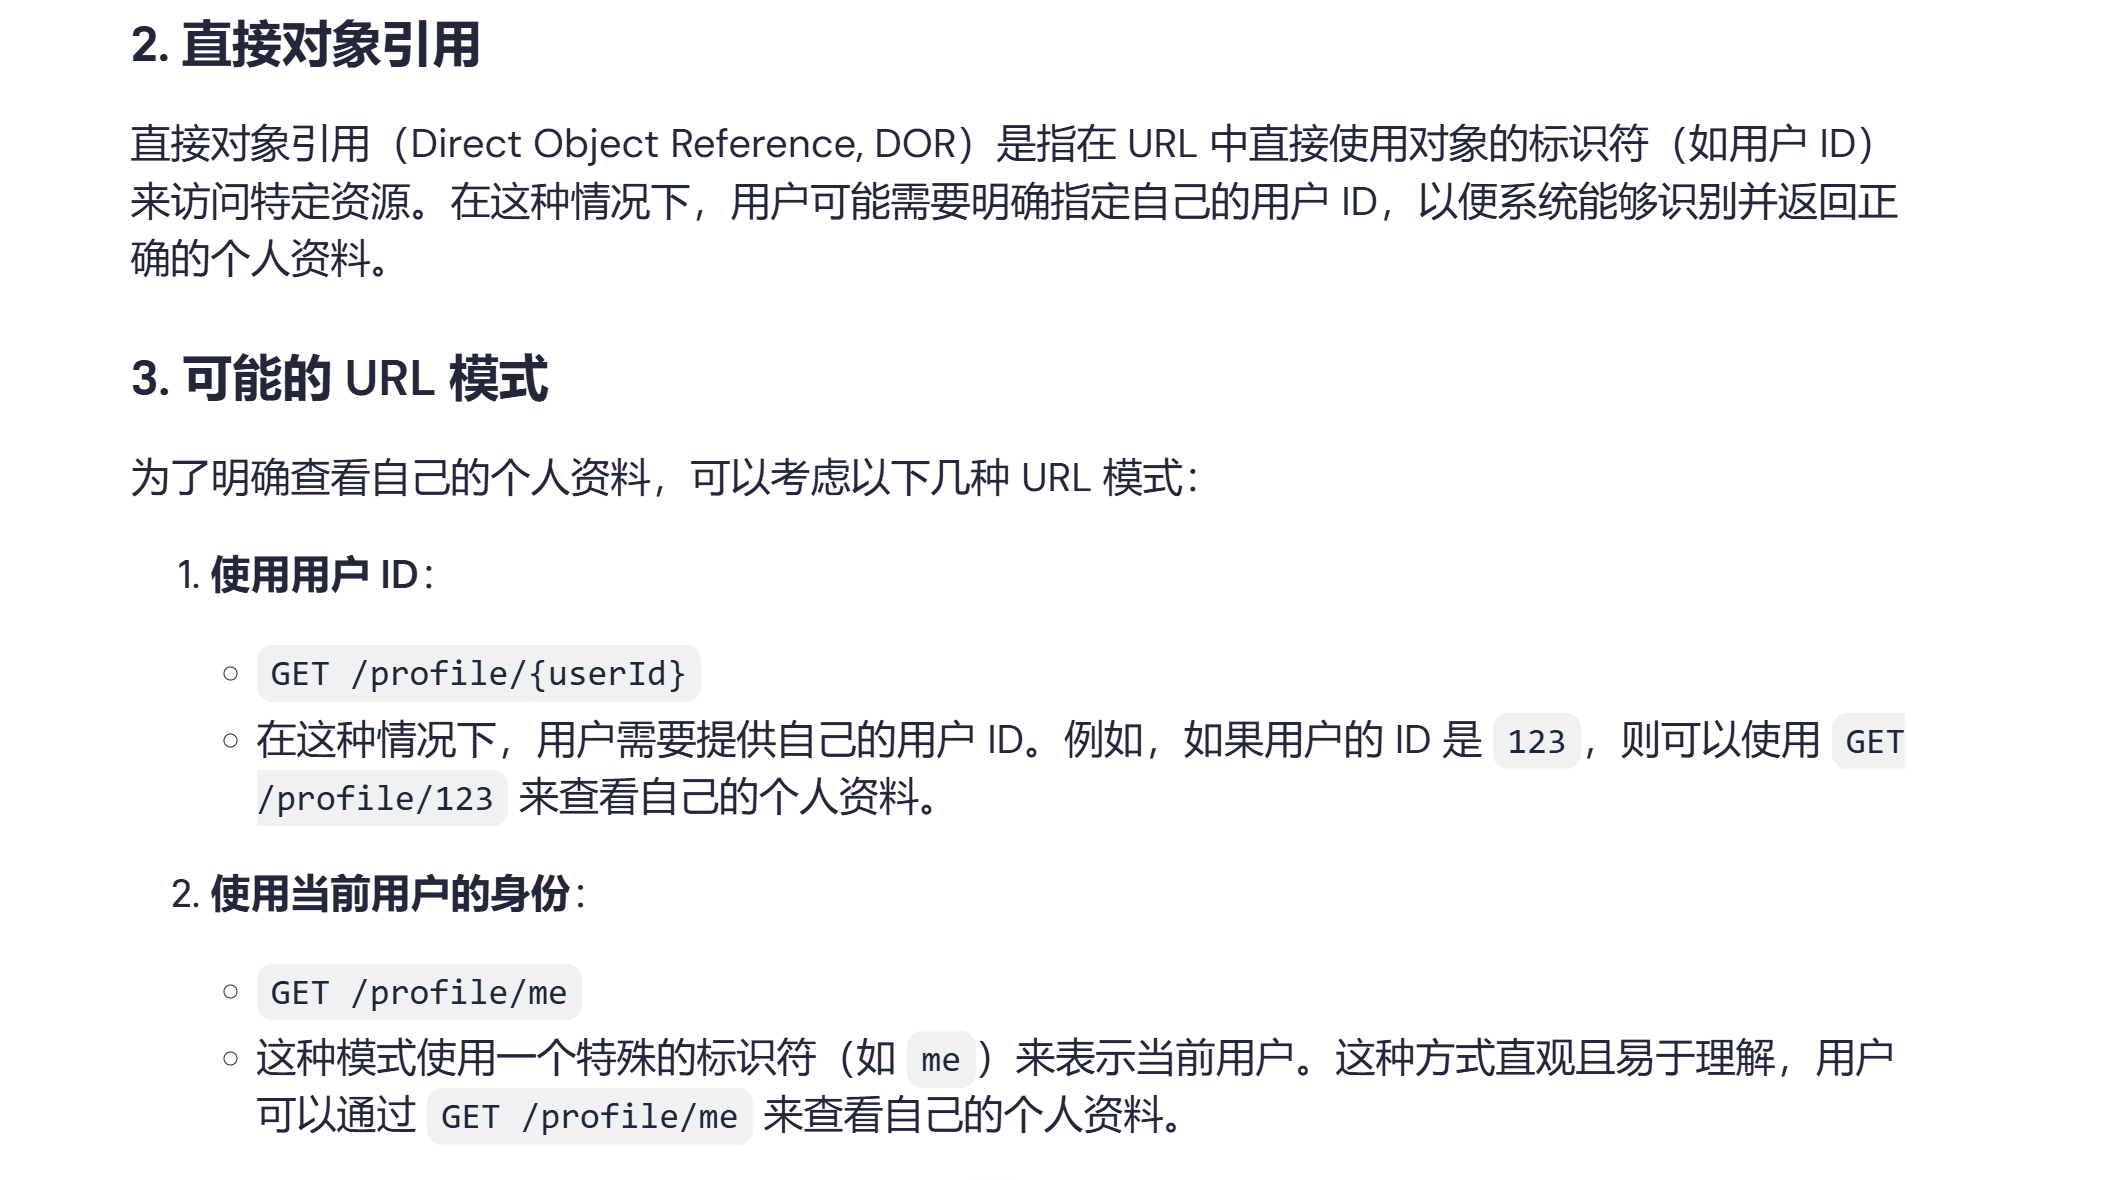 2. 直接对象引用
直接对象引用（Direct Object Reference, DOR）是指在 URL 中直接使用对象的标识符（如用户 ID）
来访问特定资源。在这种情况下，用户可能需要明确指定自己的用户 ID，以便系统能够识别并返回正
确的个人资料。
3. 可能的 URL 模式
为了明确查看自己的个人资料，可以考虑以下几种 URL 模式：
1. 使用用户 ID：
○ GET /profile/{userId}
○ 在这种情况下，用户需要提供自己的用户 ID。例如，如果用户的 ID 是 123，则可以使用 GET
/profile/123 来查看自己的个人资料。
2. 使用当前用户的身份：
○ GET /profile/me
○ 这种模式使用一个特殊的标识符（如 me）来表示当前用户。这种方式直观且易于理解，用户
可以通过 GET /profile/me 来查看自己的个人资料。